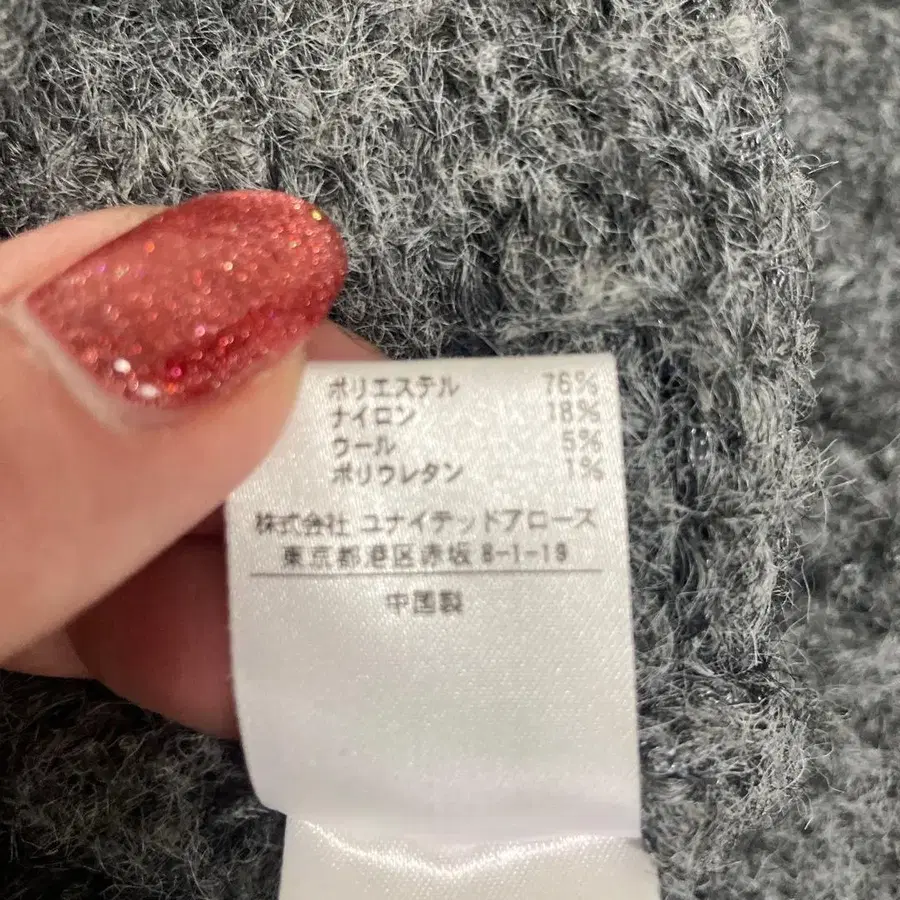 ポリエステル 76%
ナイロン 18%
ウール 5%
ポリウレタン 1%
株式会社 ユナイテッドアローズ
東京都港区赤坂 8-1-19
中国製